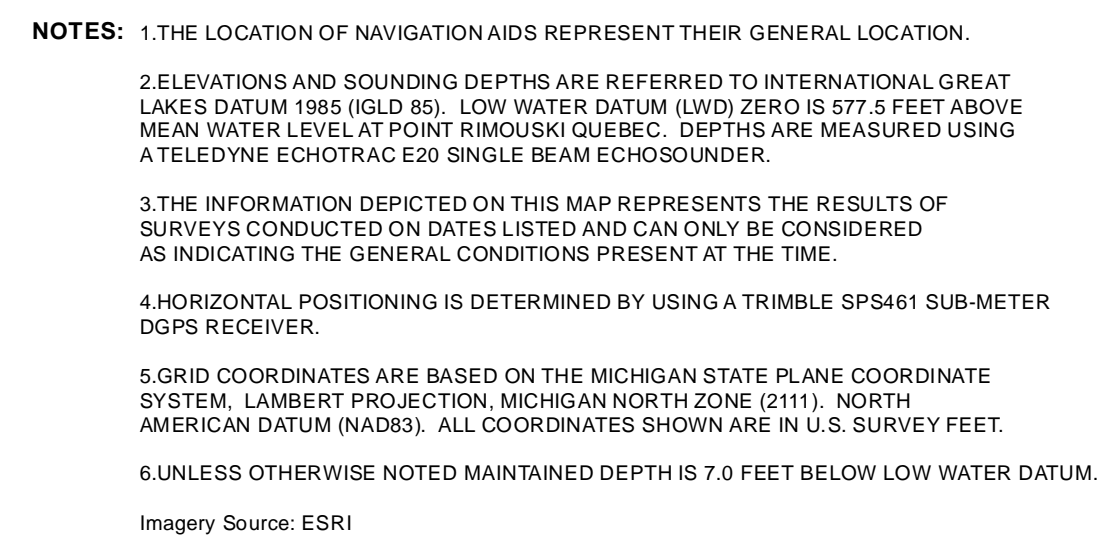 NOTES: 1.THE LOCATION OF NAVIGATION AIDS REPRESENT THEIR GENERAL LOCATION.
2.ELEVATIONS AND SOUNDING DEPTHS ARE REFERRED TO INTERNATIONAL GREAT
LAKES DATUM 1985 (IGLD 85). LOW WATER DATUM (LWD) ZERO IS 577.5 FEET ABOVE
MEAN WATER LEVEL AT POINT RIMOUSKI QUEBEC. DEPTHS ARE MEASURED USING
A TELEDYNE ECHOTRAC E20 SINGLE BEAM ECHOSOUNDER.
3.THE INFORMATION DEPICTED ON THIS MAP REPRESENTS THE RESULTS OF
SURVEYS CONDUCTED ON DATES LISTED AND CAN ONLY BE CONSIDERED
AS INDICATING THE GENERAL CONDITIONS PRESENT AT THE TIME.
4.HORIZONTAL POSITIONING IS DETERMINED BY USING A TRIMBLE SPS461 SUB-METER
DGPS RECEIVER.
5.GRID COORDINATES ARE BASED ON THE MICHIGAN STATE PLANE COORDINATE
SYSTEM, LAMBERT PROJECTION, MICHIGAN NORTH ZONE (2111). NORTH
AMERICAN DATUM (NAD83). ALL COORDINATES SHOWN ARE IN U.S. SURVEY FEET.
6.UNLESS OTHERWISE NOTED MAINTAINED DEPTH IS 7.0 FEET BELOW LOW WATER DATUM.
Imagery Source: ESRI